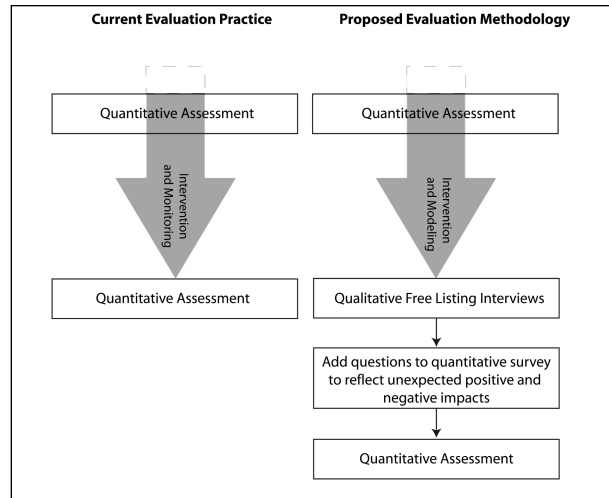 Current Evaluation Practice
Quantitative Assessment
Intervention
and Monitoring
Quantitative Assessment
Proposed Evaluation Methodology
Quantitative Assessment
Intervention
and Modeling
Qualitative Free Listing Interviews
Add questions to quantitative survey
to reflect unexpected positive and
negative impacts
Quantitative Assessment